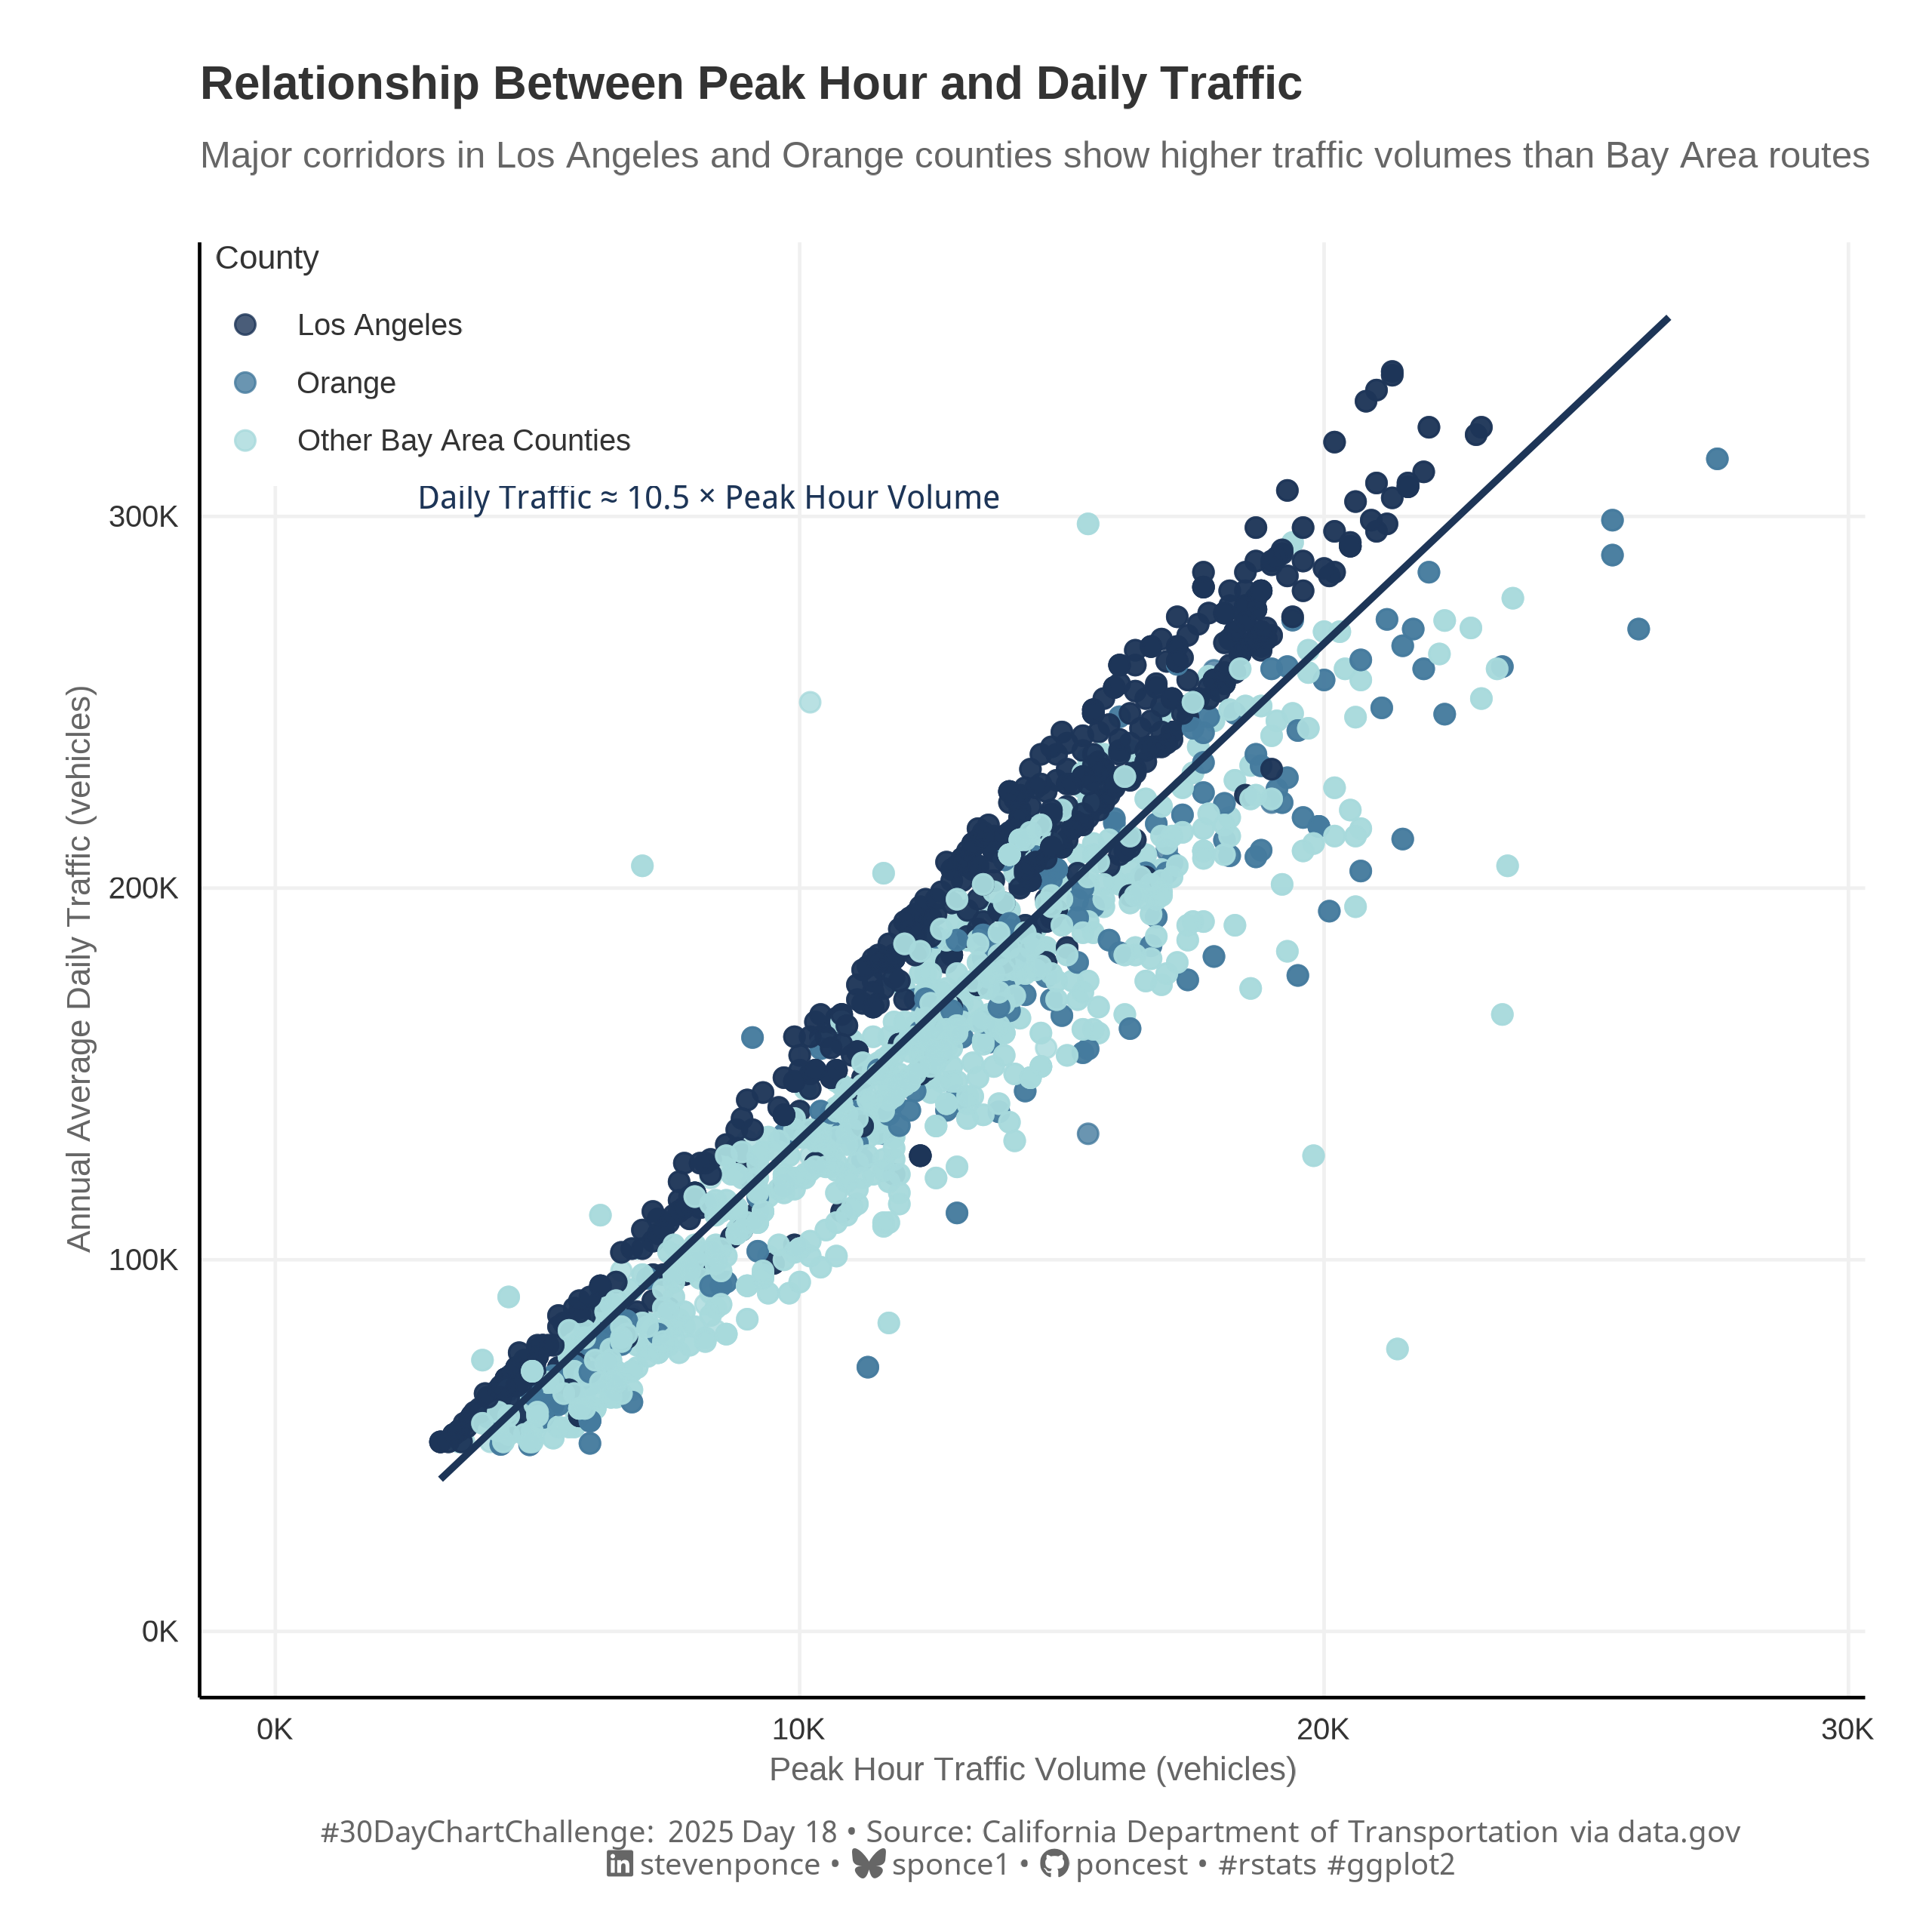 Relationship Between Peak Hour and Daily Traffic
Major corridors in Los Angeles and Orange counties show higher traffic volumes than Bay Area routes
County
Los Angeles
Orange
Other Bay Area Counties
Daily Traffic ≈ 10.5 × Peak Hour Volume
300K
200K
100K
0K
Annual Average Daily Traffic (vehicles)
0K 10K 20K 30K
Peak Hour Traffic Volume (vehicles)
#30DayChartChallenge: 2025 Day 18 • Source: California Department of Transportation via data.gov
in stevenponce • sponce1 • poncest • #rstats #ggplot2